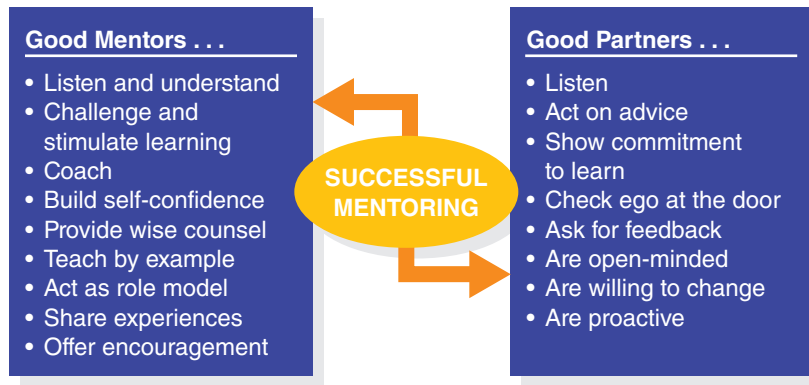 Good Mentors . . .
• Listen and understand
• Challenge and
stimulate learning
• Coach
• Build self-confidence
• Provide wise counsel
• Teach by example
• Act as role model
• Share experiences
• Offer encouragement
SUCCESSFUL
MENTORING
Good Partners . . .
• Listen
• Act on advice
• Show commitment
to learn
• Check ego at the door
• Ask for feedback
• Are open-minded
• Are willing to change
• Are proactive